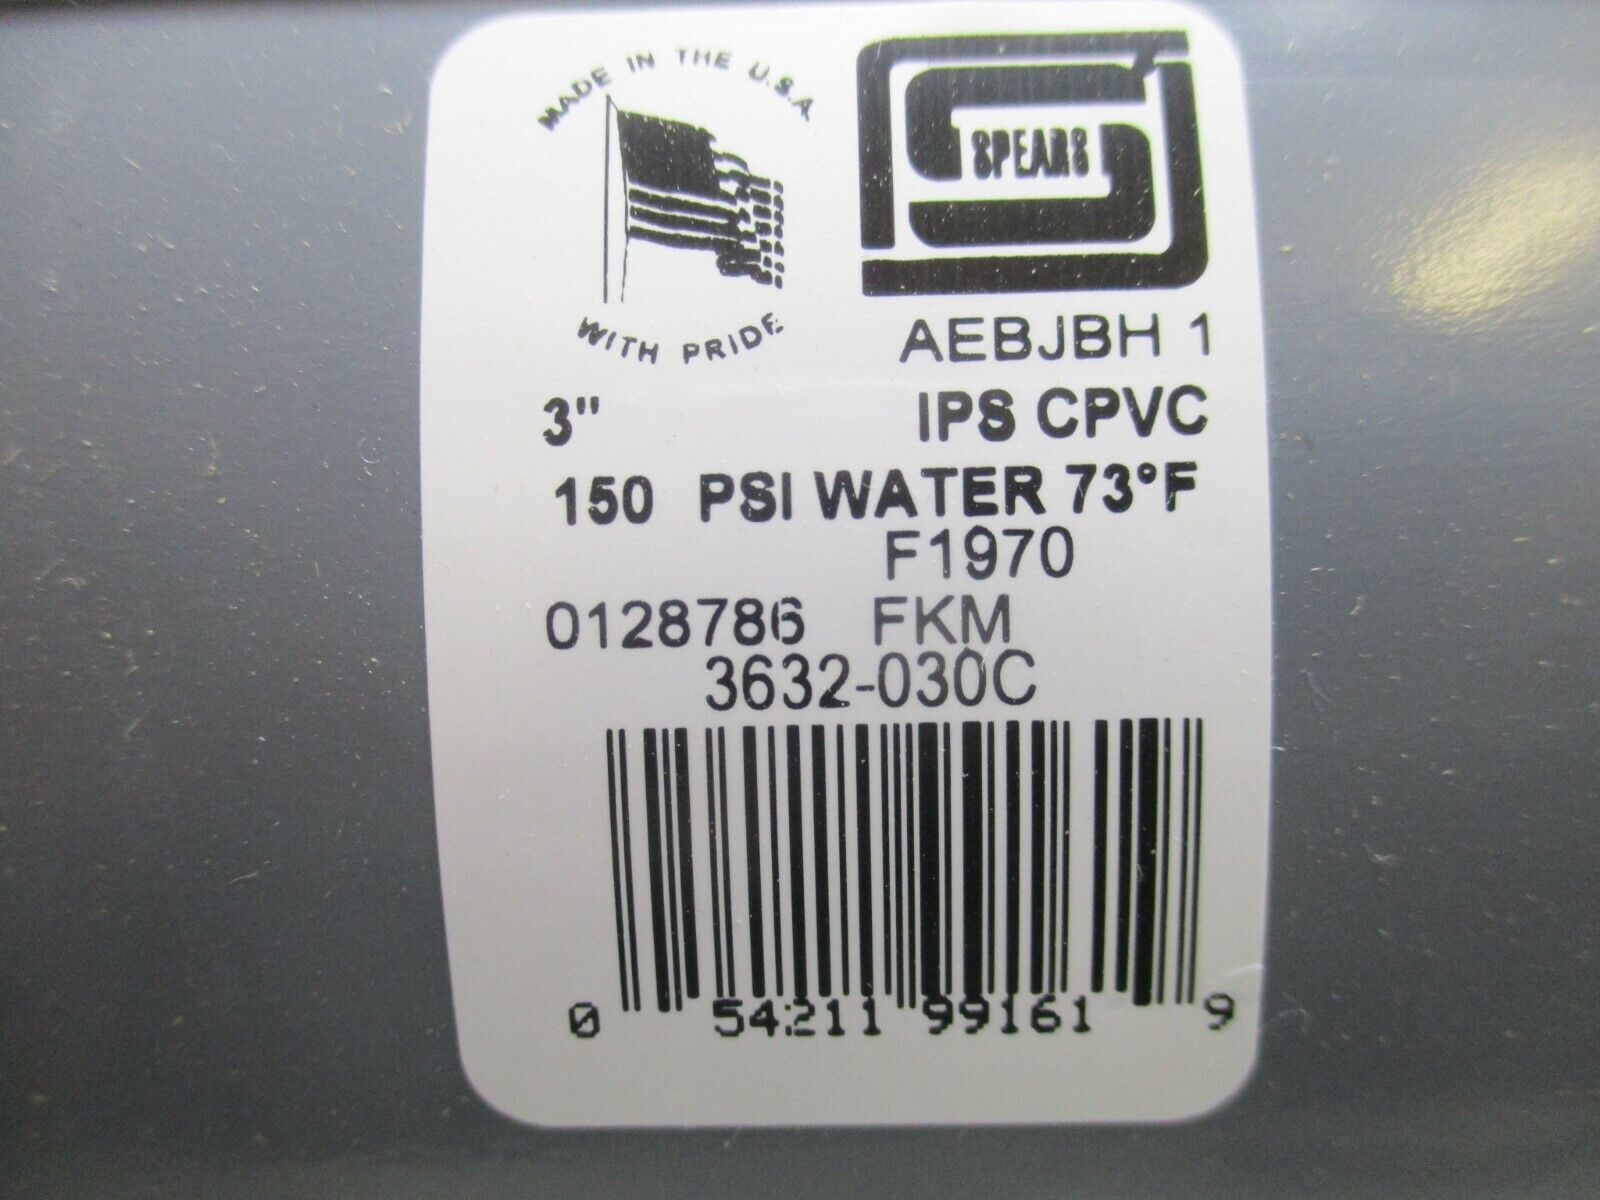 MADE IN THE U.S.A.
WITH PRIDE
SPEARS
AEBJBH 1
3" IPS CPVC
150 PSI WATER 73°F
F1970
0128786 FKM
3632-030C
0 54211 99161 9